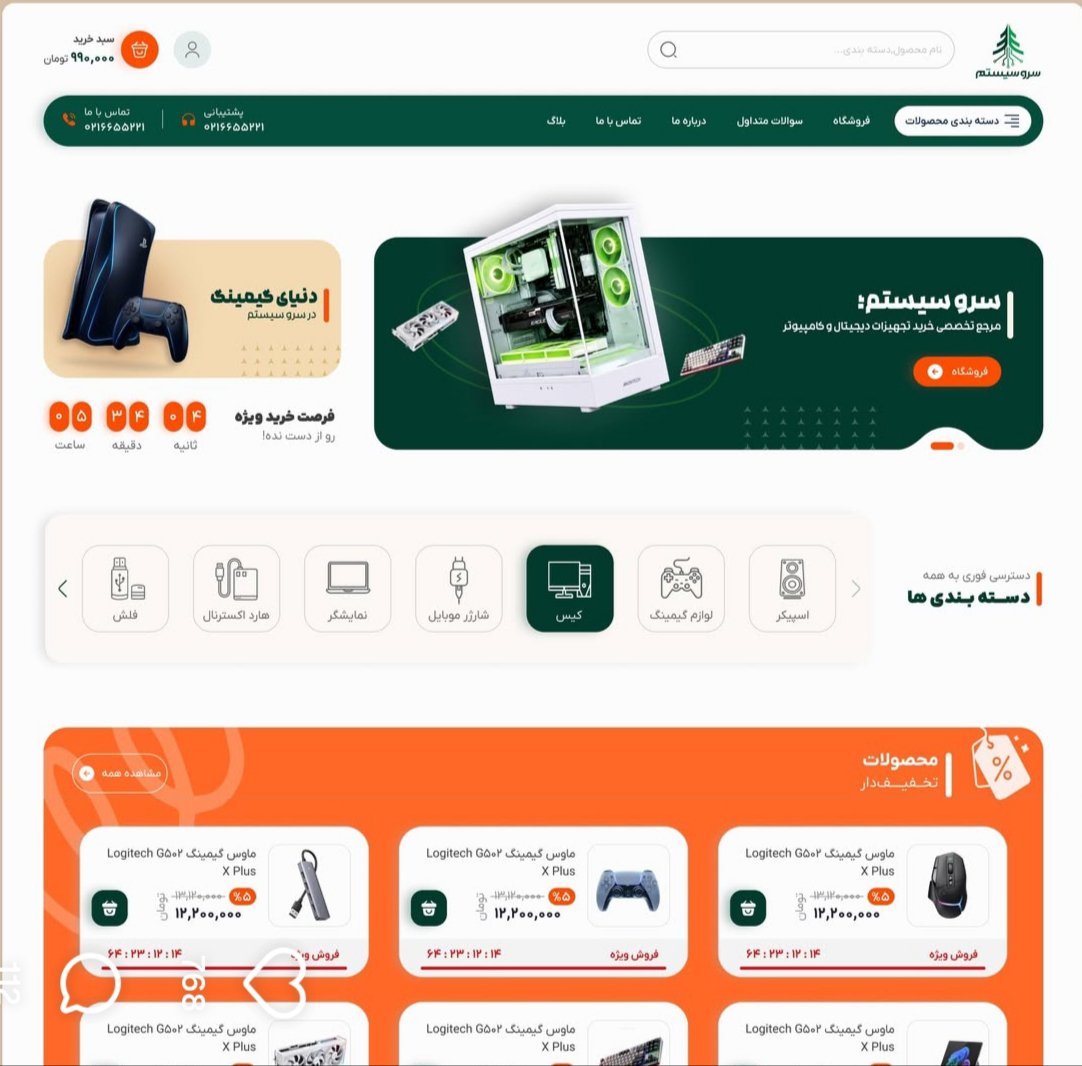 سروسیستم
نام محصول,دسته بندی...
سبد خرید
۹۹۰,۰۰۰ تومان
دسته بندی محصولات
فروشگاه
سوالات متداول
درباره ما
تماس با ما
بلاگ
پشتیبانی
۰۲۱۶۶۵۵۲۲۱
تماس با ما
۰۲۱۶۶۵۵۲۲۱
سرو سیستم؛
مرجع تخصصی خرید تجهیزات دیجیتال و کامپیوتر
فروشگاه
دنیای گیمینگ
در سرو سیستم
فرصت خرید ویژه
رو از دست نده!
۰۴
ثانیه
۳۴
دقیقه
۰۵
ساعت
دسترسی فوری به همه
دسته بندی ها
اسپیکر
لوازم گیمینگ
کیس
شارژر موبایل
نمایشگر
هارد اکسترنال
فلش
محصولات
تخفیف‌دار
%
مشاهده همه
ماوس گیمینگ Logitech G۵۰۲
X Plus
%۵ ۱۳,۱۲۰,۰۰۰
۱۲,۲۰۰,۰۰۰ تومان
فروش ویژه
۶۴ : ۲۳ : ۱۲ : ۱۴
ماوس گیمینگ Logitech G۵۰۲
X Plus
%۵ ۱۳,۱۲۰,۰۰۰
۱۲,۲۰۰,۰۰۰ تومان
فروش ویژه
۶۴ : ۲۳ : ۱۲ : ۱۴
ماوس گیمینگ Logitech G۵۰۲
X Plus
%۵ ۱۳,۱۲۰,۰۰۰
۱۲,۲۰۰,۰۰۰ تومان
فروش ویژه
۶۴ : ۲۳ : ۱۲ : ۱۴
ماوس گیمینگ Logitech G۵۰۲
X Plus
ماوس گیمینگ Logitech G۵۰۲
X Plus
ماوس گیمینگ Logitech G۵۰۲
X Plus
768